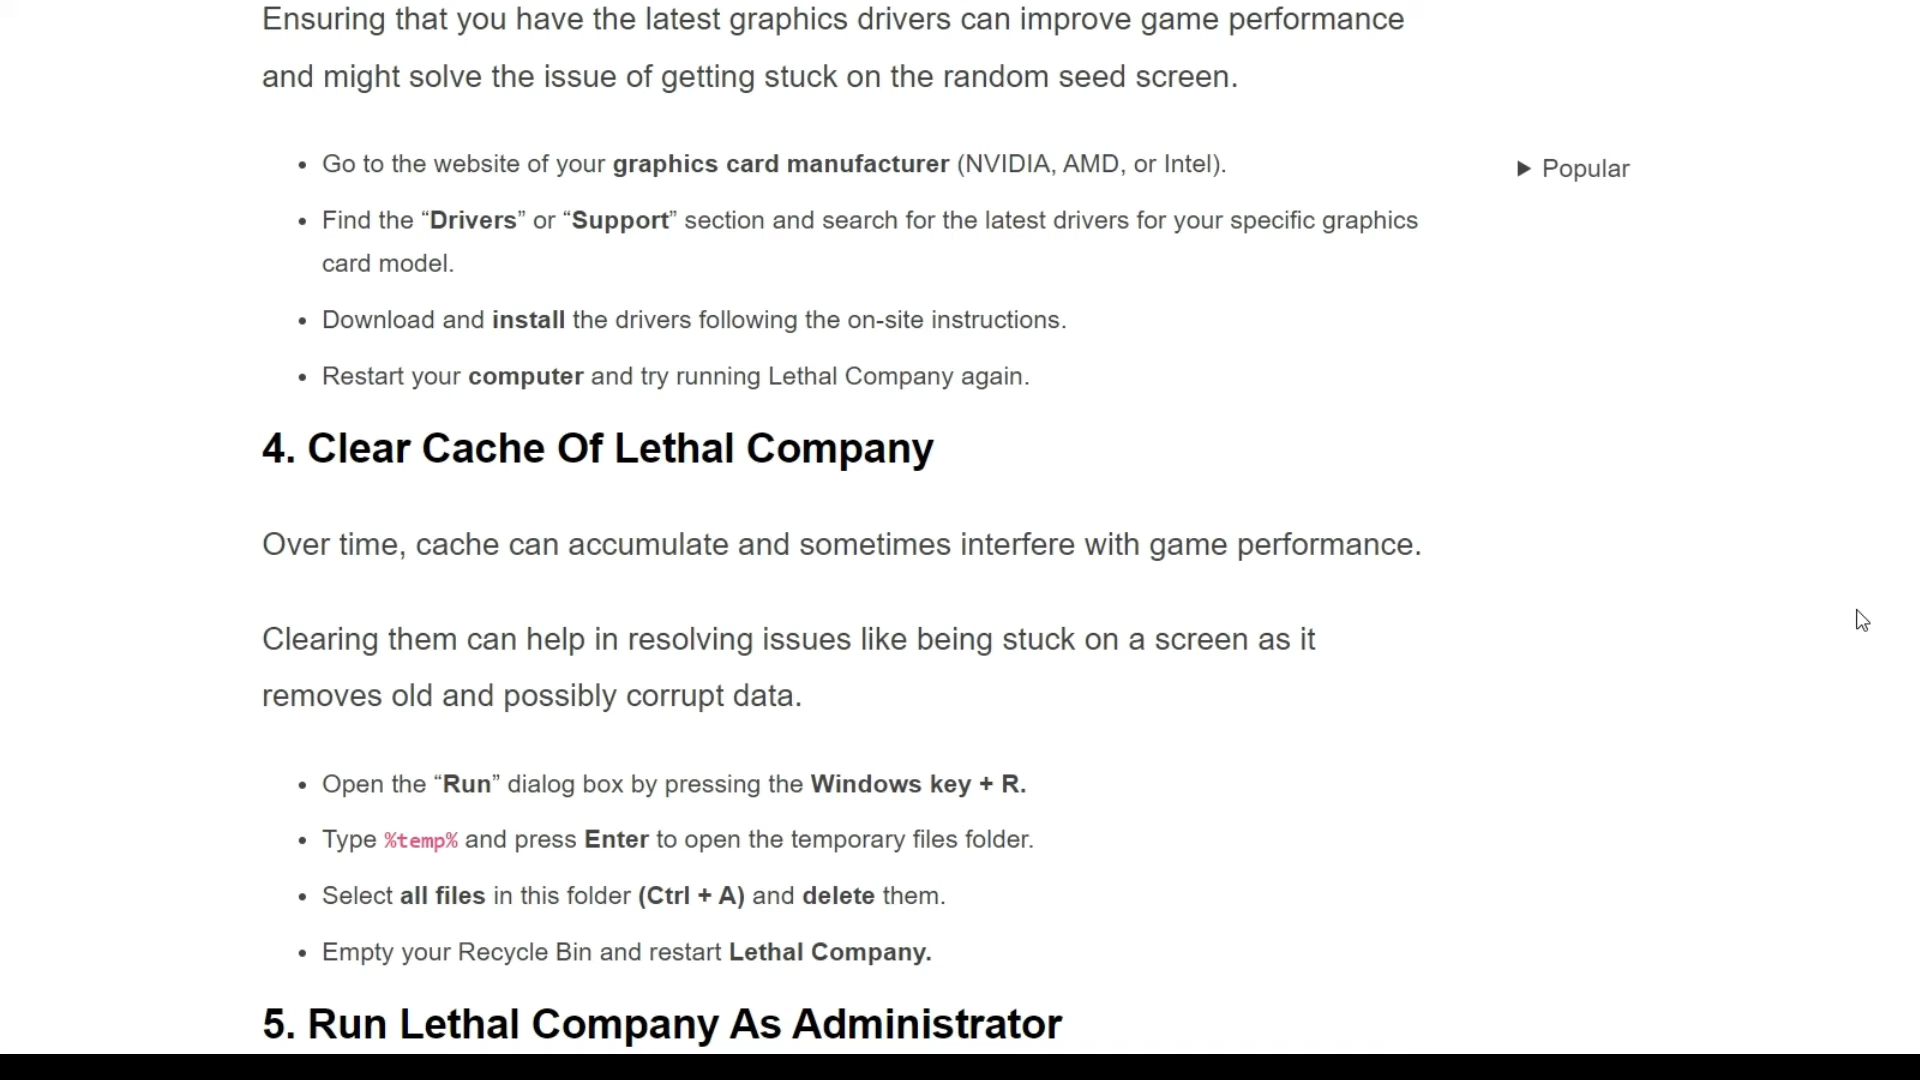 Ensuring that you have the latest graphics drivers can improve game performance
and might solve the issue of getting stuck on the random seed screen.
• Go to the website of your graphics card manufacturer (NVIDIA, AMD, or Intel).
▶ Popular
• Find the “Drivers” or “Support” section and search for the latest drivers for your specific graphics
card model.
• Download and install the drivers following the on-site instructions.
• Restart your computer and try running Lethal Company again.
4. Clear Cache Of Lethal Company
Over time, cache can accumulate and sometimes interfere with game performance.
Clearing them can help in resolving issues like being stuck on a screen as it
removes old and possibly corrupt data.
• Open the “Run” dialog box by pressing the Windows key + R.
• Type %temp% and press Enter to open the temporary files folder.
• Select all files in this folder (Ctrl + A) and delete them.
• Empty your Recycle Bin and restart Lethal Company.
5. Run Lethal Company As Administrator